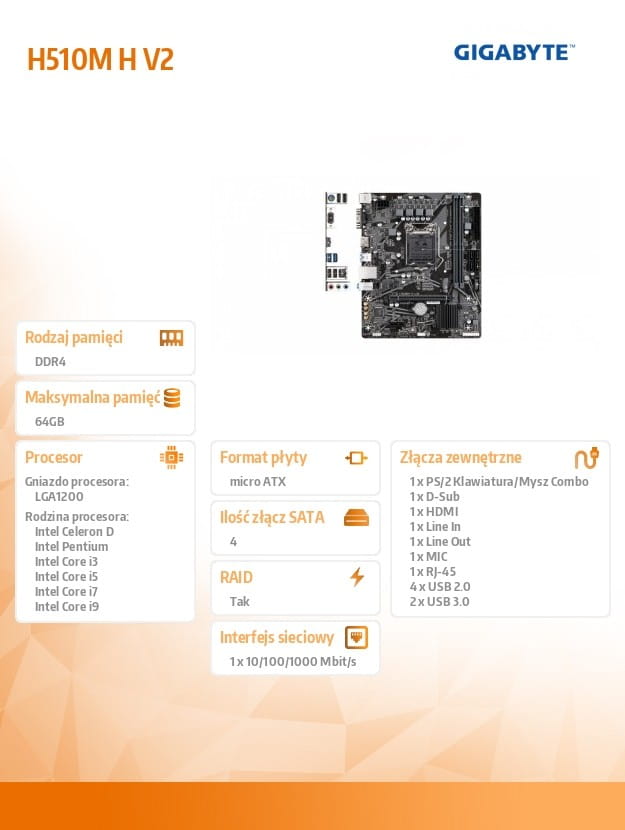 H510M H V2
GIGABYTE™
Rodzaj pamięci
DDR4
Maksymalna pamięć
64GB
Procesor
Gniazdo procesora:
LGA1200
Rodzina procesora:
Intel Celeron D
Intel Pentium
Intel Core i3
Intel Core i5
Intel Core i7
Intel Core i9
Format płyty
micro ATX
Ilość złącz SATA
4
RAID
Tak
Interfejs sieciowy
1 x 10/100/1000 Mbit/s
Złącza zewnętrzne
1 x PS/2 Klawiatura/Mysz Combo
1 x D-Sub
1 x HDMI
1 x Line In
1 x Line Out
1 x MIC
1 x RJ-45
4 x USB 2.0
2 x USB 3.0